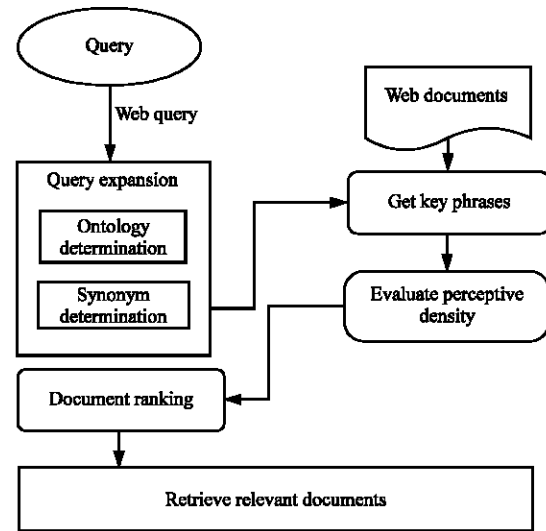 Query
Web query
Web documents
Query expansion
Ontology
determination
Synonym
determination
Get key phrases
Evaluate perceptive
density
Document ranking
Retrieve relevant documents